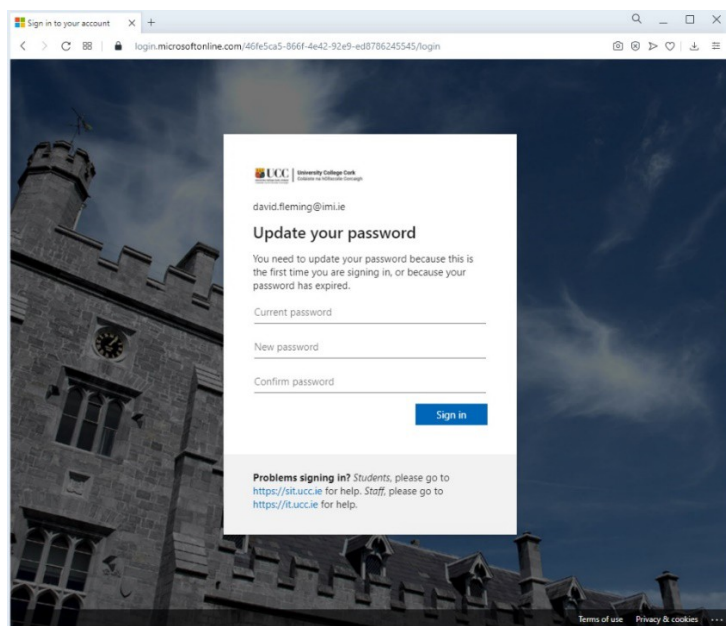 Sign in to your account
login.microsoftonline.com/46fe5ca5-866f-4e42-92e9-ed8786245545/login
UCC University College Cork
Coláiste na hOllscoile Corcaigh
david.fleming@imi.ie
Update your password
You need to update your password because this is
the first time you are signing in, or because your
password has expired.
Current password
New password
Confirm password
Sign in
Problems signing in? Students, please go to
https://sit.ucc.ie for help. Staff, please go to
https://it.ucc.ie for help.
Terms of use Privacy & cookies